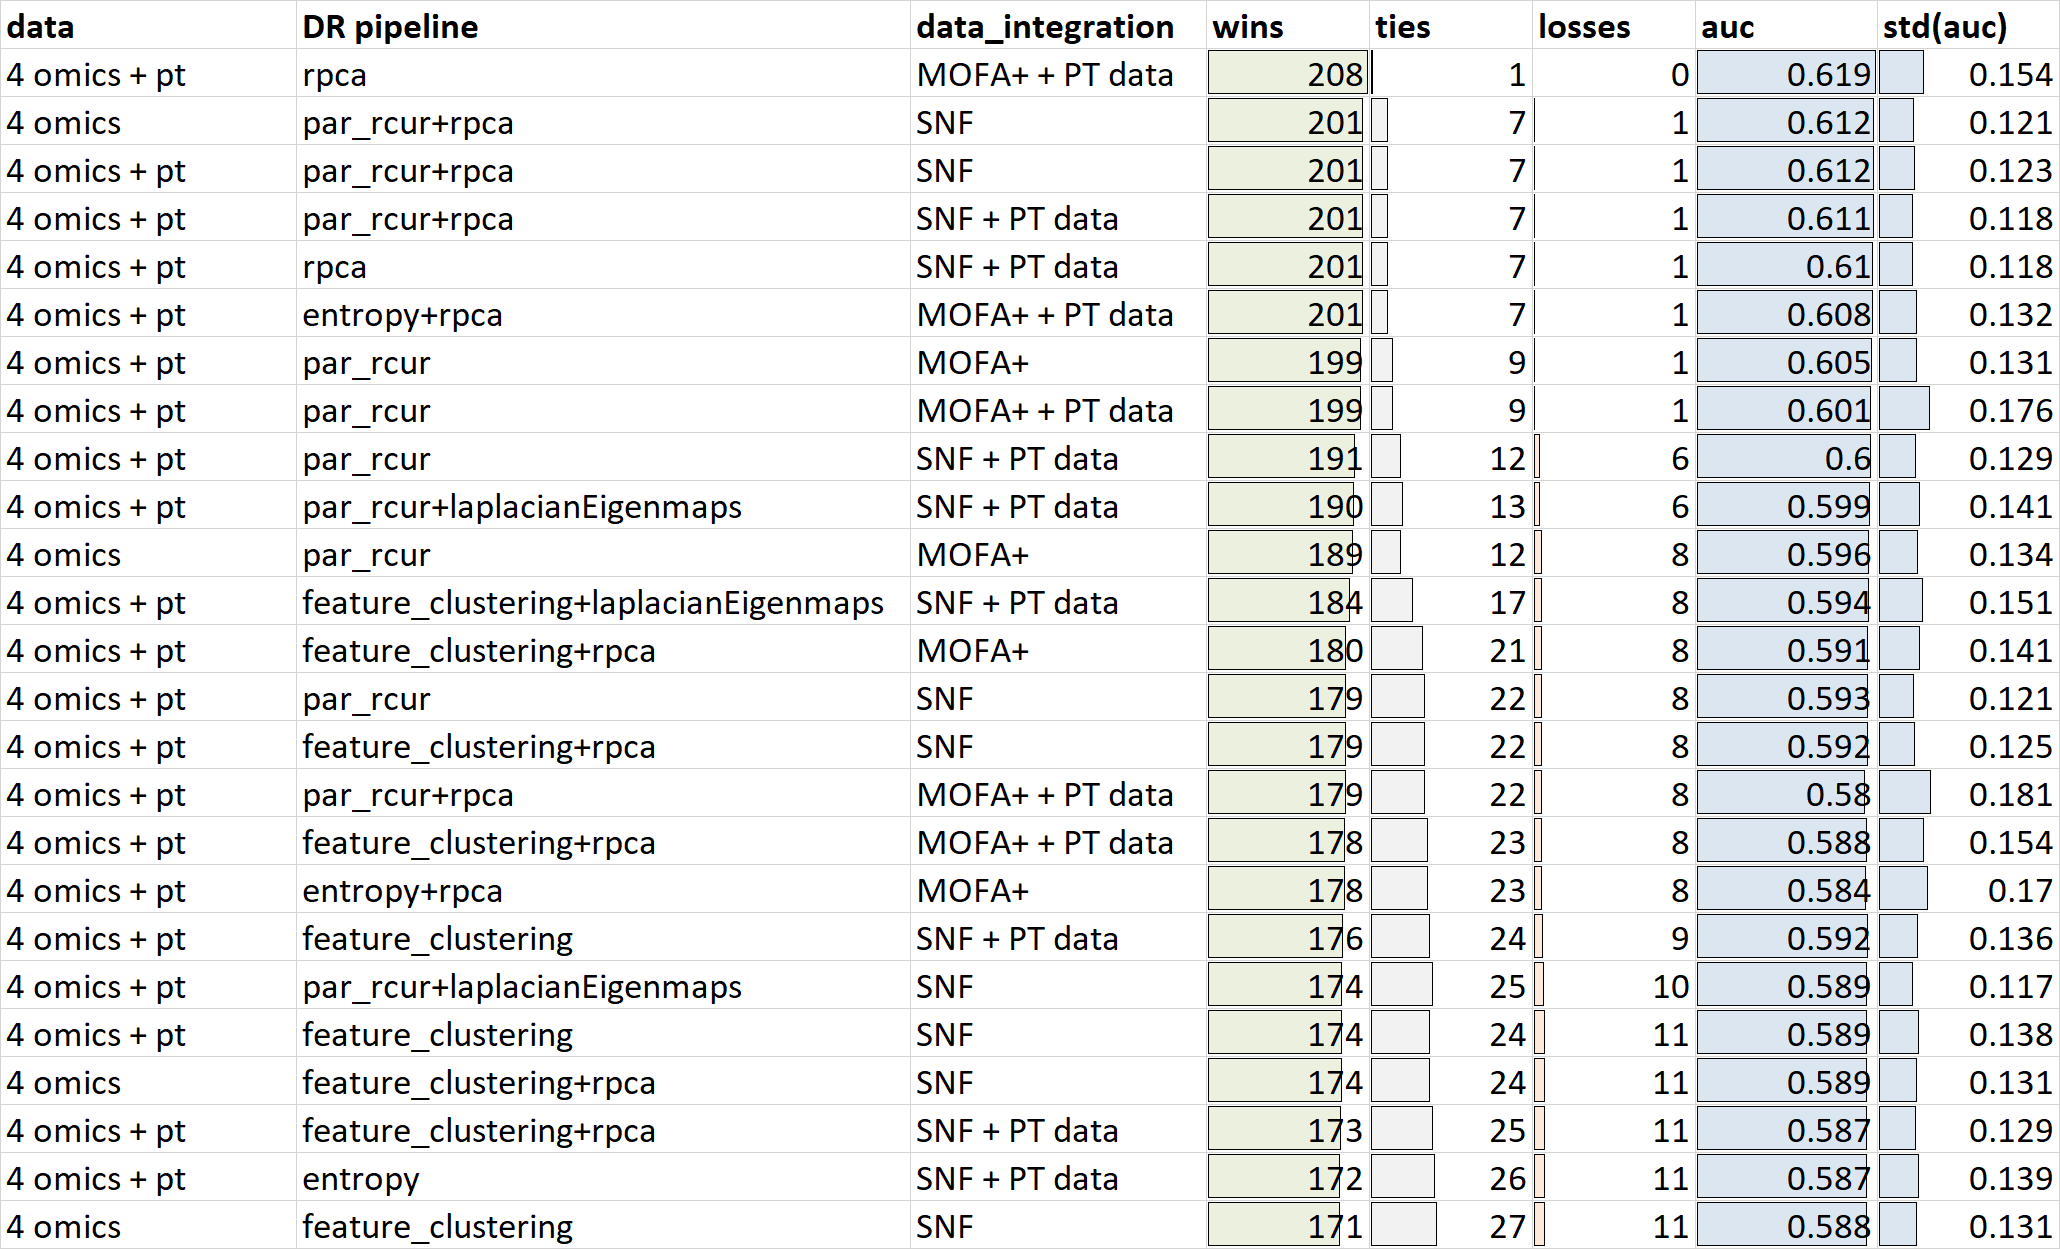 data DR pipeline data_integration wins ties losses auc std(auc)
4 omics + pt rpca MOFA+ + PT data 208 1 0 0.619 0.154
4 omics par_rcur+rpca SNF 201 7 1 0.612 0.121
4 omics + pt par_rcur+rpca SNF 201 7 1 0.612 0.123
4 omics + pt par_rcur+rpca SNF + PT data 201 7 1 0.611 0.118
4 omics + pt rpca SNF + PT data 201 7 1 0.61 0.118
4 omics + pt entropy+rpca MOFA+ + PT data 201 7 1 0.608 0.132
4 omics + pt par_rcur MOFA+ 199 9 1 0.605 0.131
4 omics + pt par_rcur MOFA+ + PT data 199 9 1 0.601 0.176
4 omics + pt par_rcur SNF + PT data 191 12 6 0.6 0.129
4 omics + pt par_rcur+laplacianEigenmaps SNF + PT data 190 13 6 0.599 0.141
4 omics par_rcur MOFA+ 189 12 8 0.596 0.134
4 omics + pt feature_clustering+laplacianEigenmaps SNF + PT data 184 17 8 0.594 0.151
4 omics + pt feature_clustering+rpca MOFA+ 180 21 8 0.591 0.141
4 omics + pt par_rcur SNF 179 22 8 0.593 0.121
4 omics + pt feature_clustering+rpca SNF 179 22 8 0.592 0.125
4 omics + pt par_rcur+rpca MOFA+ + PT data 179 22 8 0.58 0.181
4 omics + pt feature_clustering+rpca MOFA+ + PT data 178 23 8 0.588 0.154
4 omics + pt entropy+rpca MOFA+ 178 23 8 0.584 0.17
4 omics + pt feature_clustering SNF + PT data 176 24 9 0.592 0.136
4 omics + pt par_rcur+laplacianEigenmaps SNF 174 25 10 0.589 0.117
4 omics + pt feature_clustering SNF 174 24 11 0.589 0.138
4 omics feature_clustering+rpca SNF 174 24 11 0.589 0.131
4 omics + pt feature_clustering+rpca SNF + PT data 173 25 11 0.587 0.129
4 omics + pt entropy SNF + PT data 172 26 11 0.587 0.139
4 omics feature_clustering SNF 171 27 11 0.588 0.131